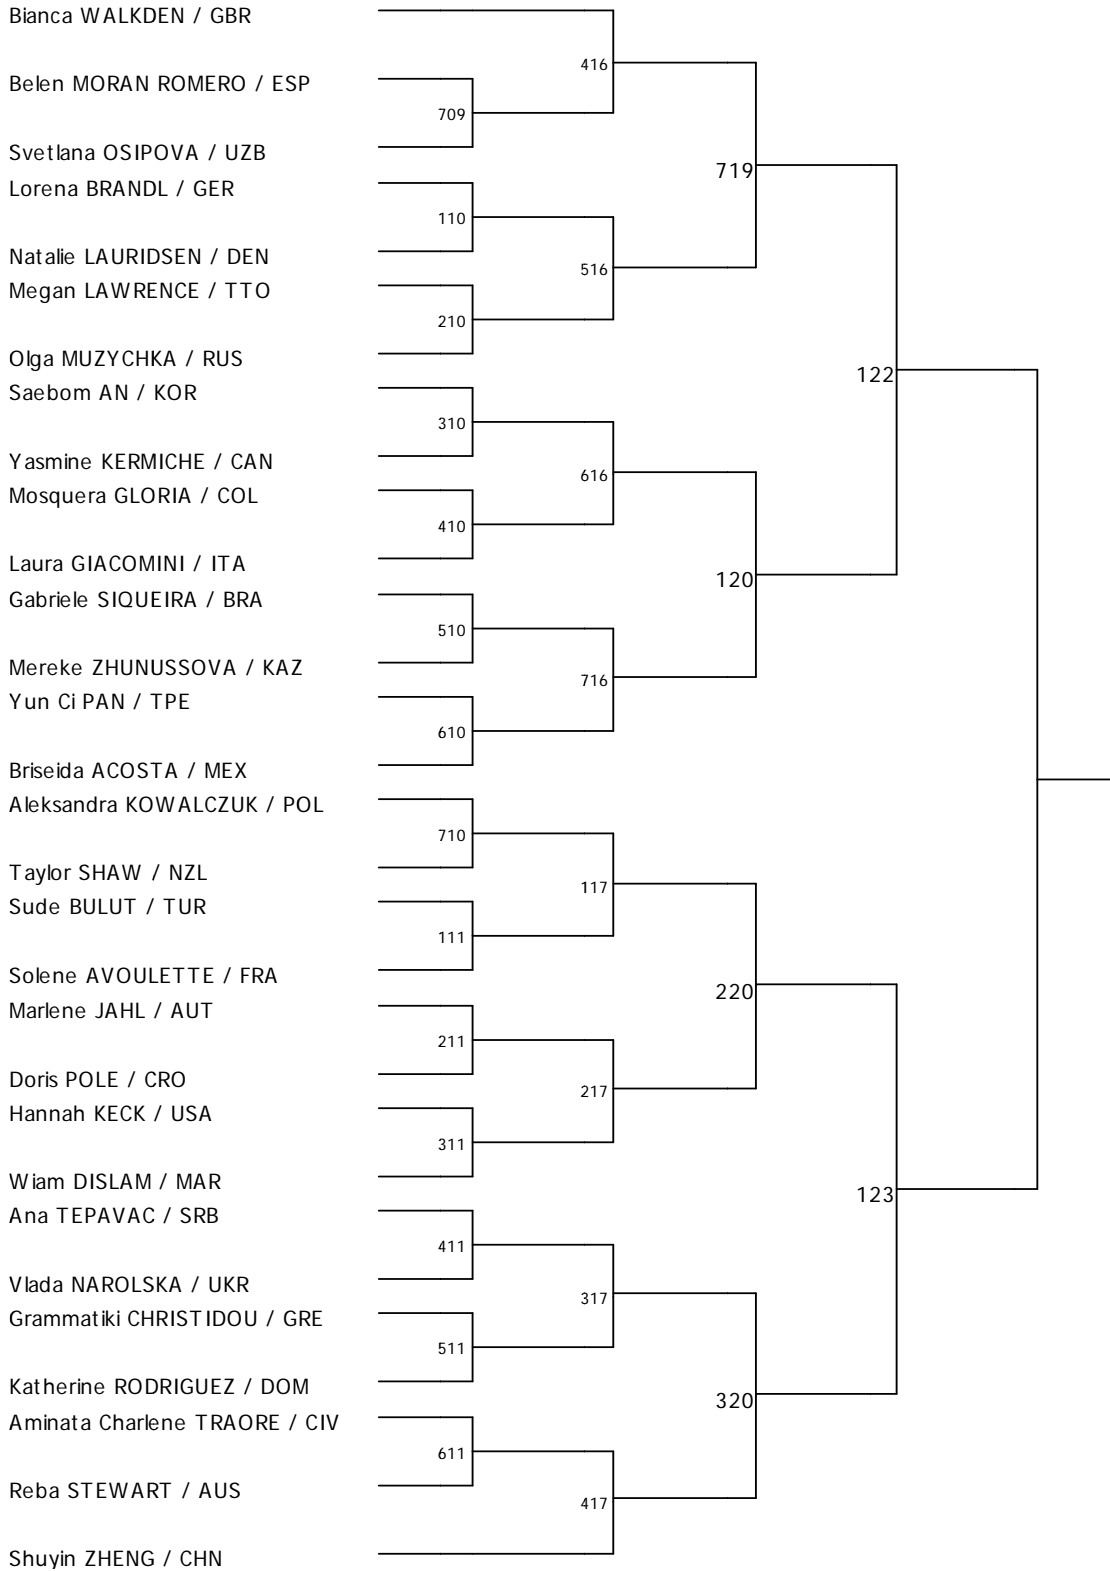 Bianca WALKDEN / GBR
416
Belen MORAN ROMERO / ESP
709
Svetlana OSIPOVA / UZB
719
Lorena BRANDL / GER
110
Natalie LAURIDSEN / DEN
516
Megan LAWRENCE / TTO
210
Olga MUZYCHKA / RUS
122
Saebom AN / KOR
310
Yasmine KERMICHE / CAN
616
Mosquera GLORIA / COL
410
Laura GIACOMINI / ITA
120
Gabriele SIQUEIRA / BRA
510
Mereke ZHUNUSSOVA / KAZ
716
Yun Ci PAN / TPE
610
Briseida ACOSTA / MEX
Aleksandra KOWALCZUK / POL
710
Taylor SHAW / NZL
117
Sude BULUT / TUR
111
Solene AVOULETTE / FRA
220
Marlene JAHL / AUT
211
Doris POLE / CRO
217
Hannah KECK / USA
311
Wiam DISLAM / MAR
123
Ana TEPAVAC / SRB
411
Vlada NAROLSKA / UKR
317
Grammatiki CHRISTIDOU / GRE
511
Katherine RODRIGUEZ / DOM
320
Aminata Charlene TRAORE / CIV
611
Reba STEWART / AUS
417
Shuyin ZHENG / CHN